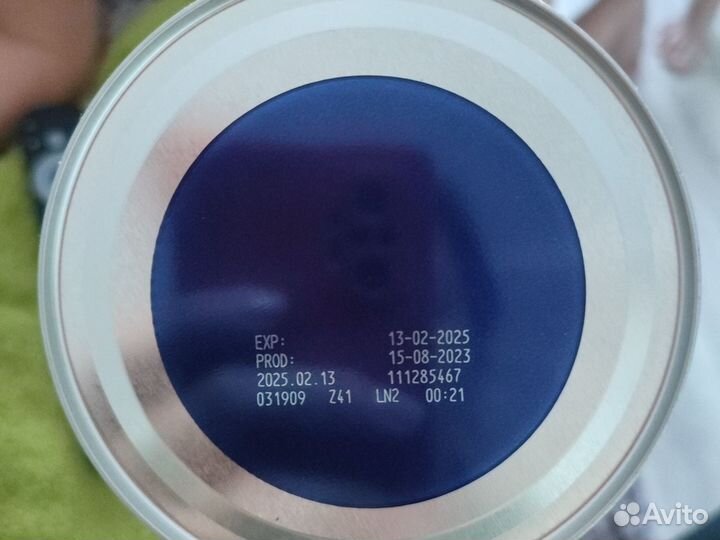 EXP: 13-02-2025
PROD: 15-08-2023
2025.02.13 111285467
031909 Z41 LN2 00:21
Avito